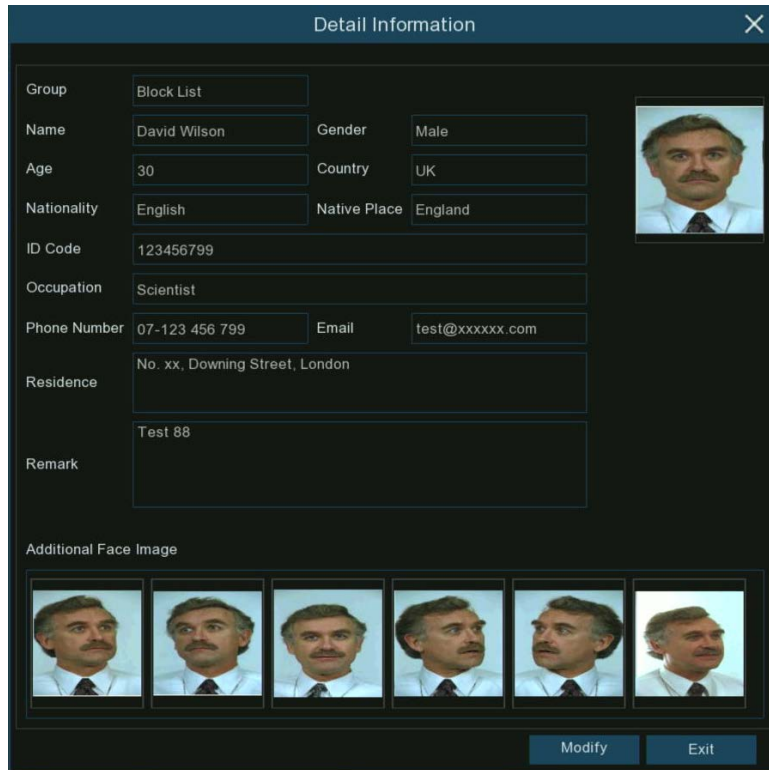 Detail Information
Group Block List
Name David Wilson Gender Male
Age 30 Country UK
Nationality English Native Place England
ID Code 123456799
Occupation Scientist
Phone Number 07-123 456 799 Email test@xxxxxx.com
Residence No. xx, Downing Street, London
Remark Test 88
Additional Face Image
Modify Exit